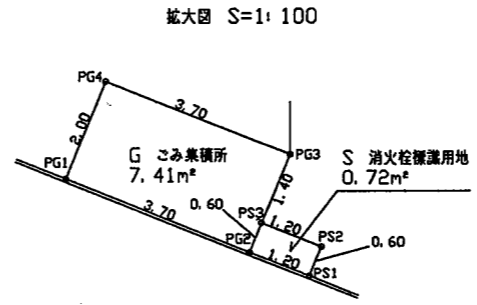 拡大図 S=1:100
PG4
3.70
2.00
PG3
G ごみ集積所
7.41m²
S 消火栓標識用地
0.72m²
PG1
1.40
3.70
0.60
PS3
1.20
PS2
0.60
PG2
1.20
PS1